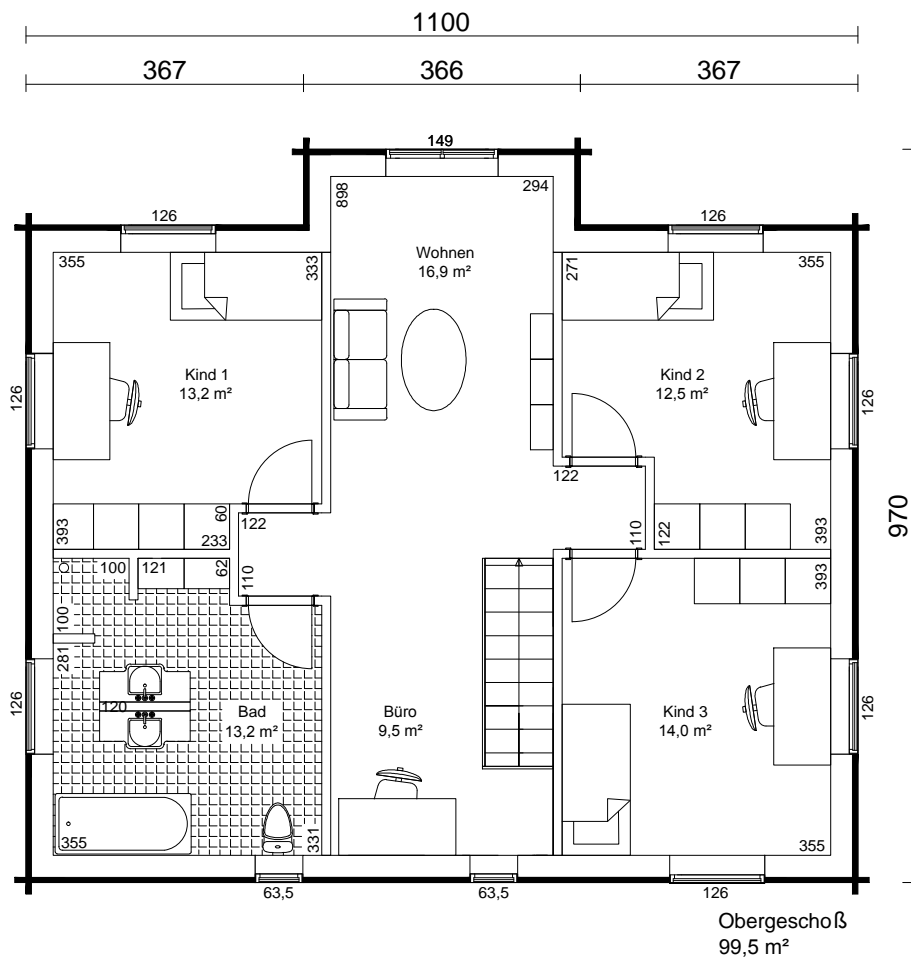 1100
367 366 367
149
898 294
126 126
355 333 Wohnen 271 355
16,9 m²
Kind 1 Kind 2
13,2 m² 12,5 m²
126 126
122
393 60 122 110 122 393 970
233
100 121 62 110 393
100
281
126 120 Bad Büro Kind 3 126
13,2 m² 9,5 m² 14,0 m²
355 331 355
63,5 63,5 126
Obergeschoß
99,5 m²